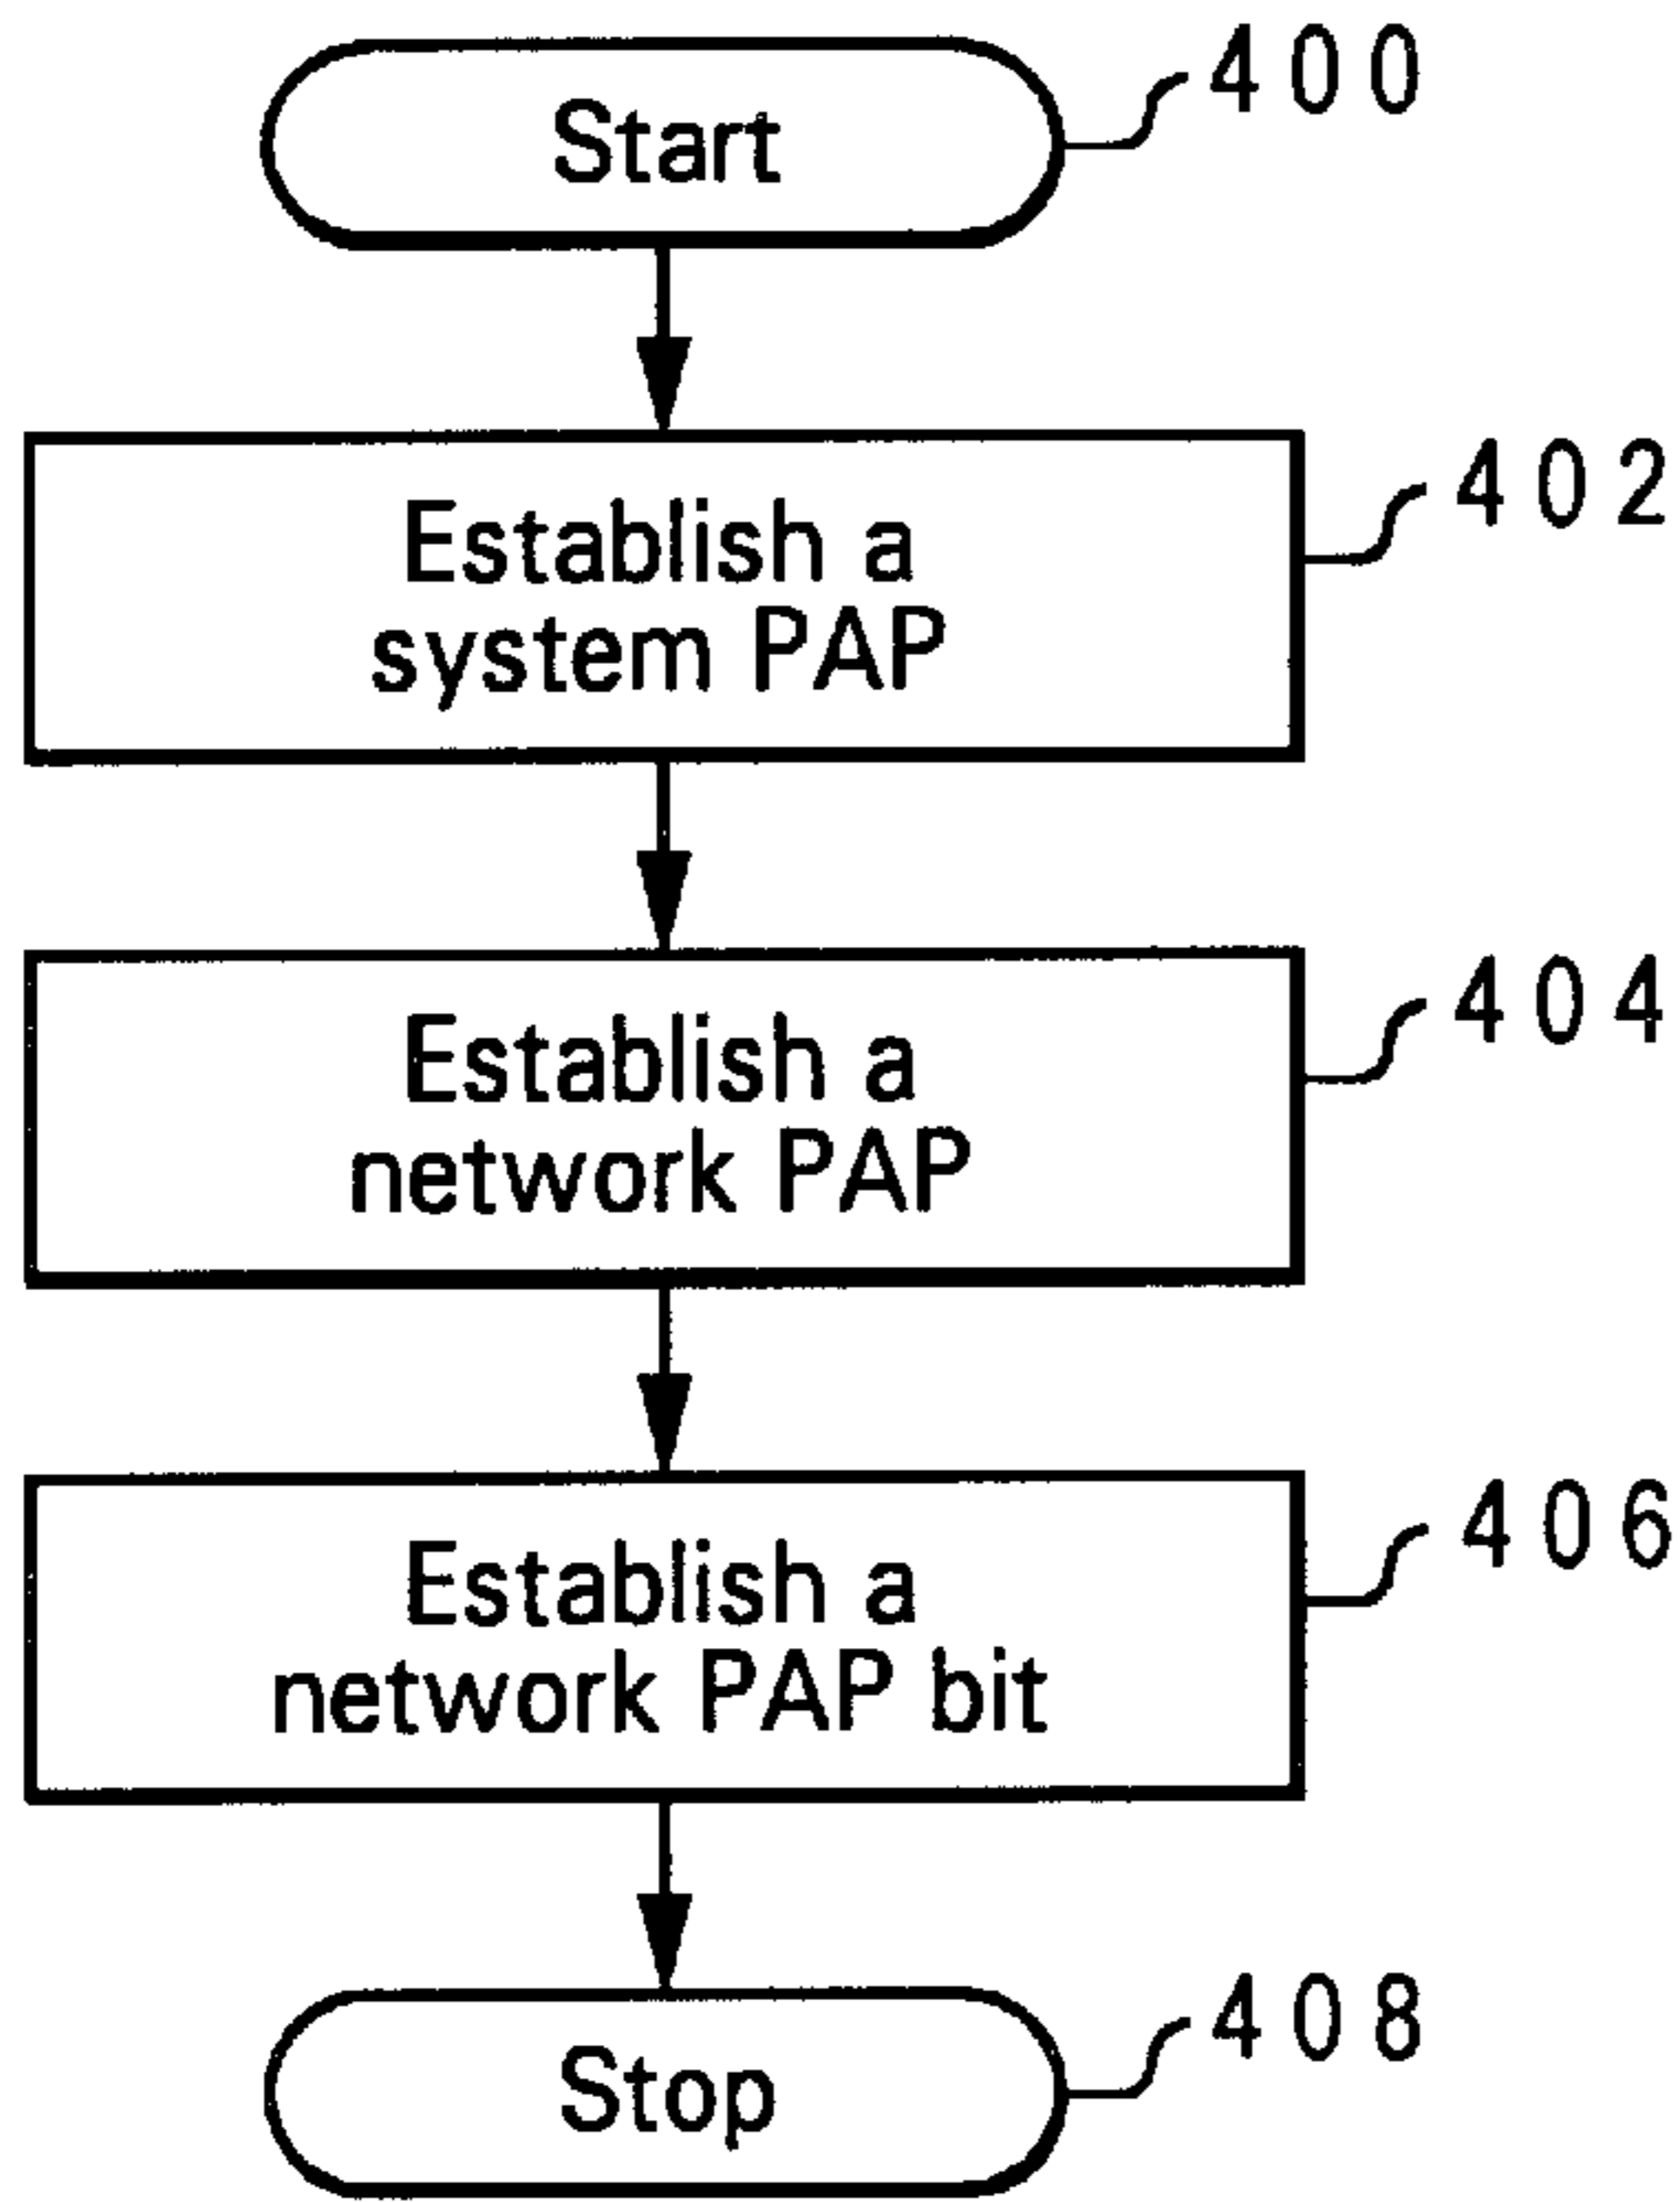 Start
400
Establish a
system PAP
402
Establish a
network PAP
404
Establish a
network PAP bit
406
Stop
408